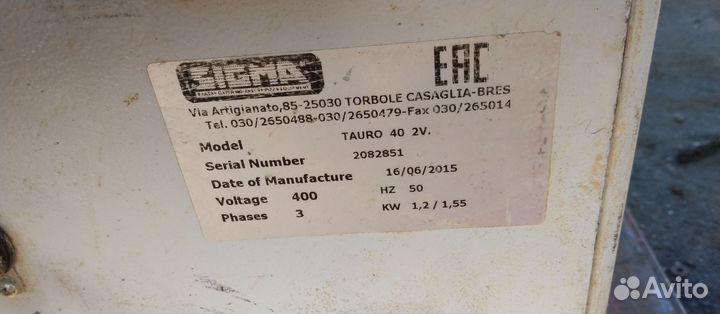 SIGMA
EAC
Via Artigianato,85-25030 TORBOLE CASAGLIA-BRES
Tel. 030/2650488-030/2650479-Fax 030/265014
Model TAURO 40 2V.
Serial Number 2082851
Date of Manufacture 16/06/2015
Voltage 400 HZ 50
Phases 3 KW 1,2 / 1,55
Avito